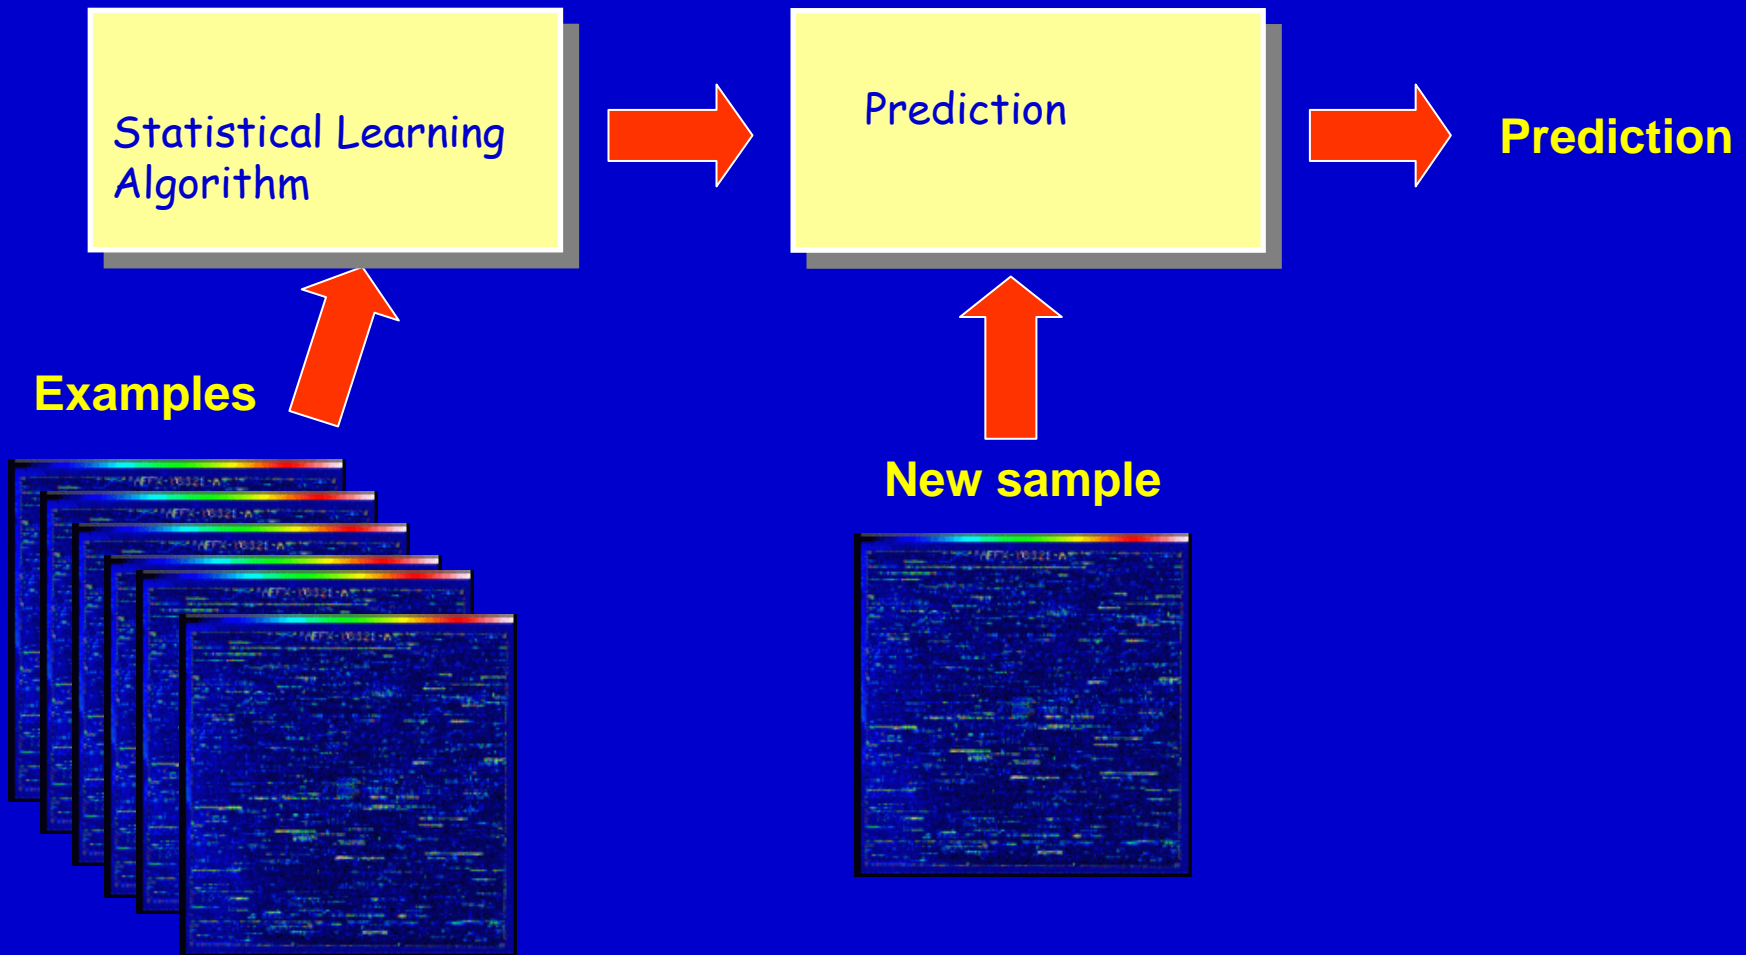 Statistical Learning
Algorithm
Prediction
Prediction
Examples
New sample